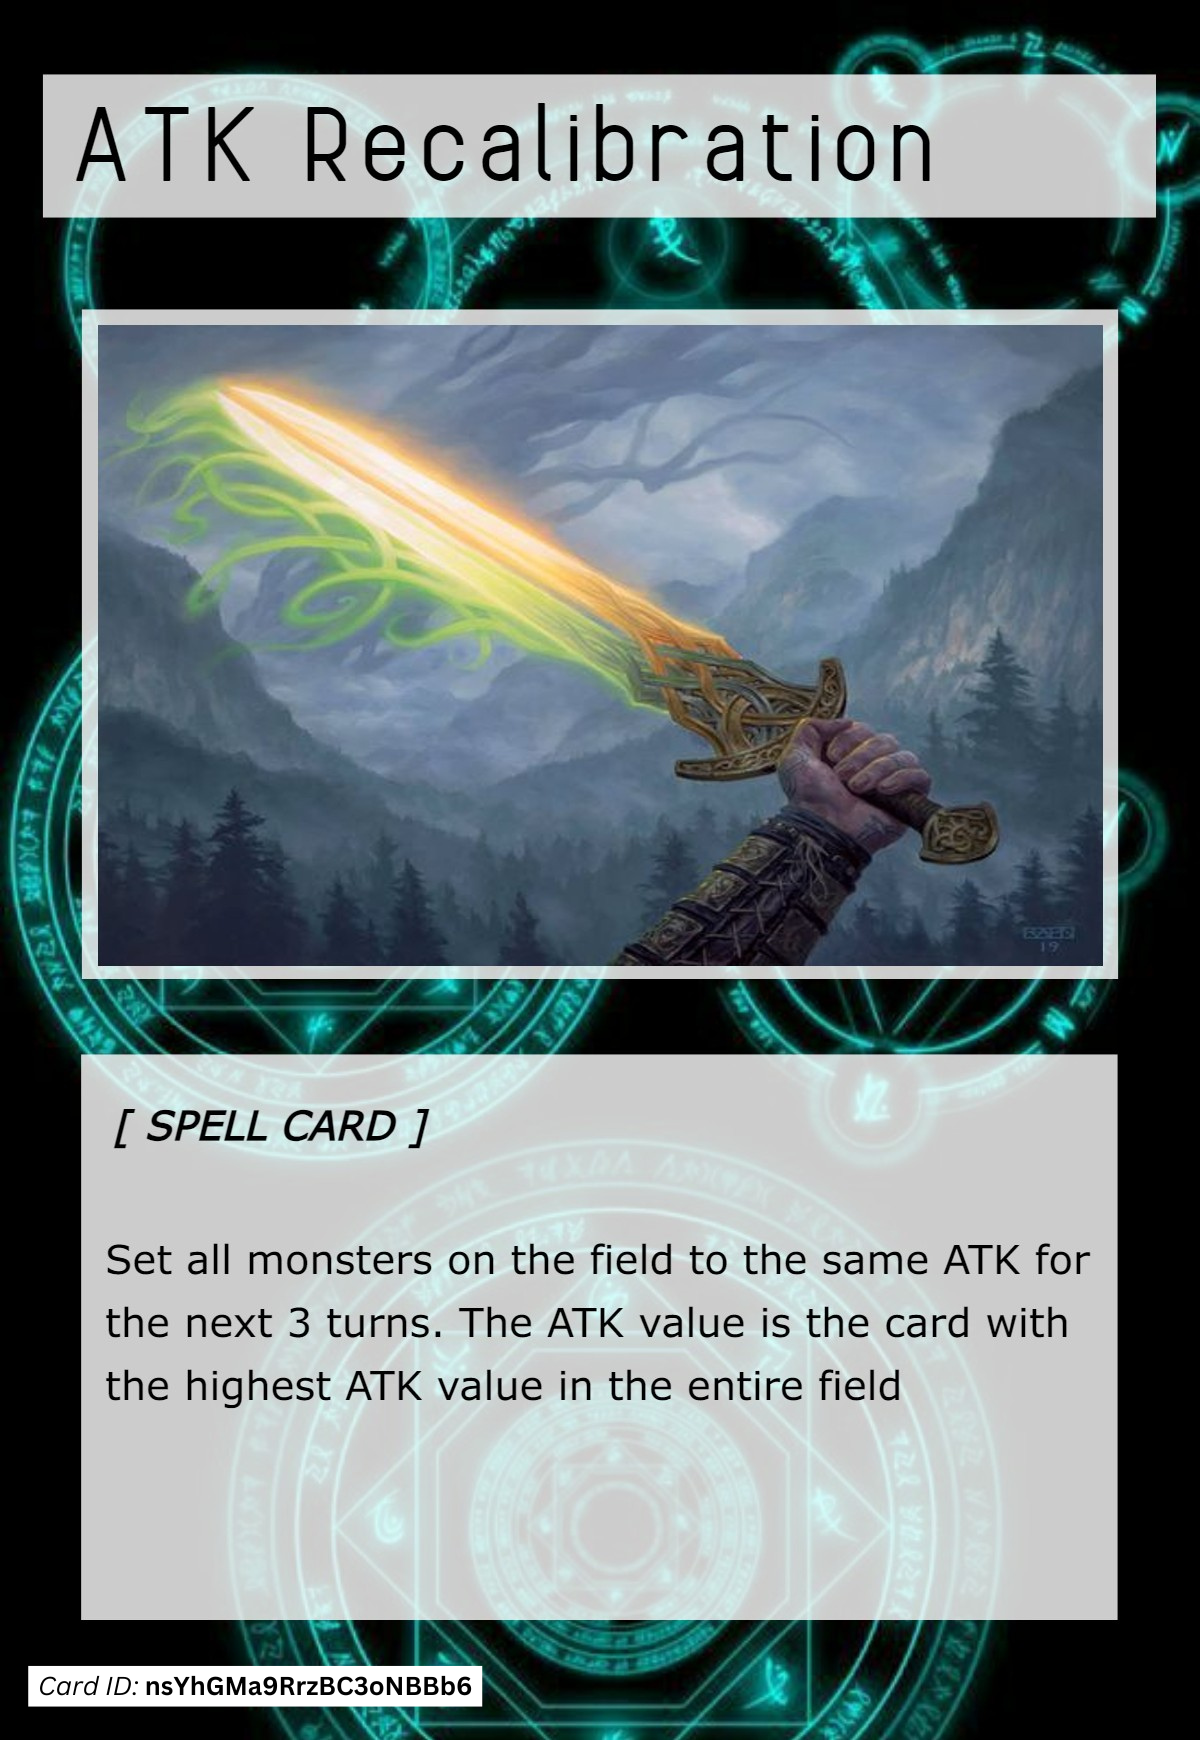 ATK Recalibration
[ SPELL CARD ]
Set all monsters on the field to the same ATK for
the next 3 turns. The ATK value is the card with
the highest ATK value in the entire field
Card ID: nsYhGMa9RrzBC3oNBBb6